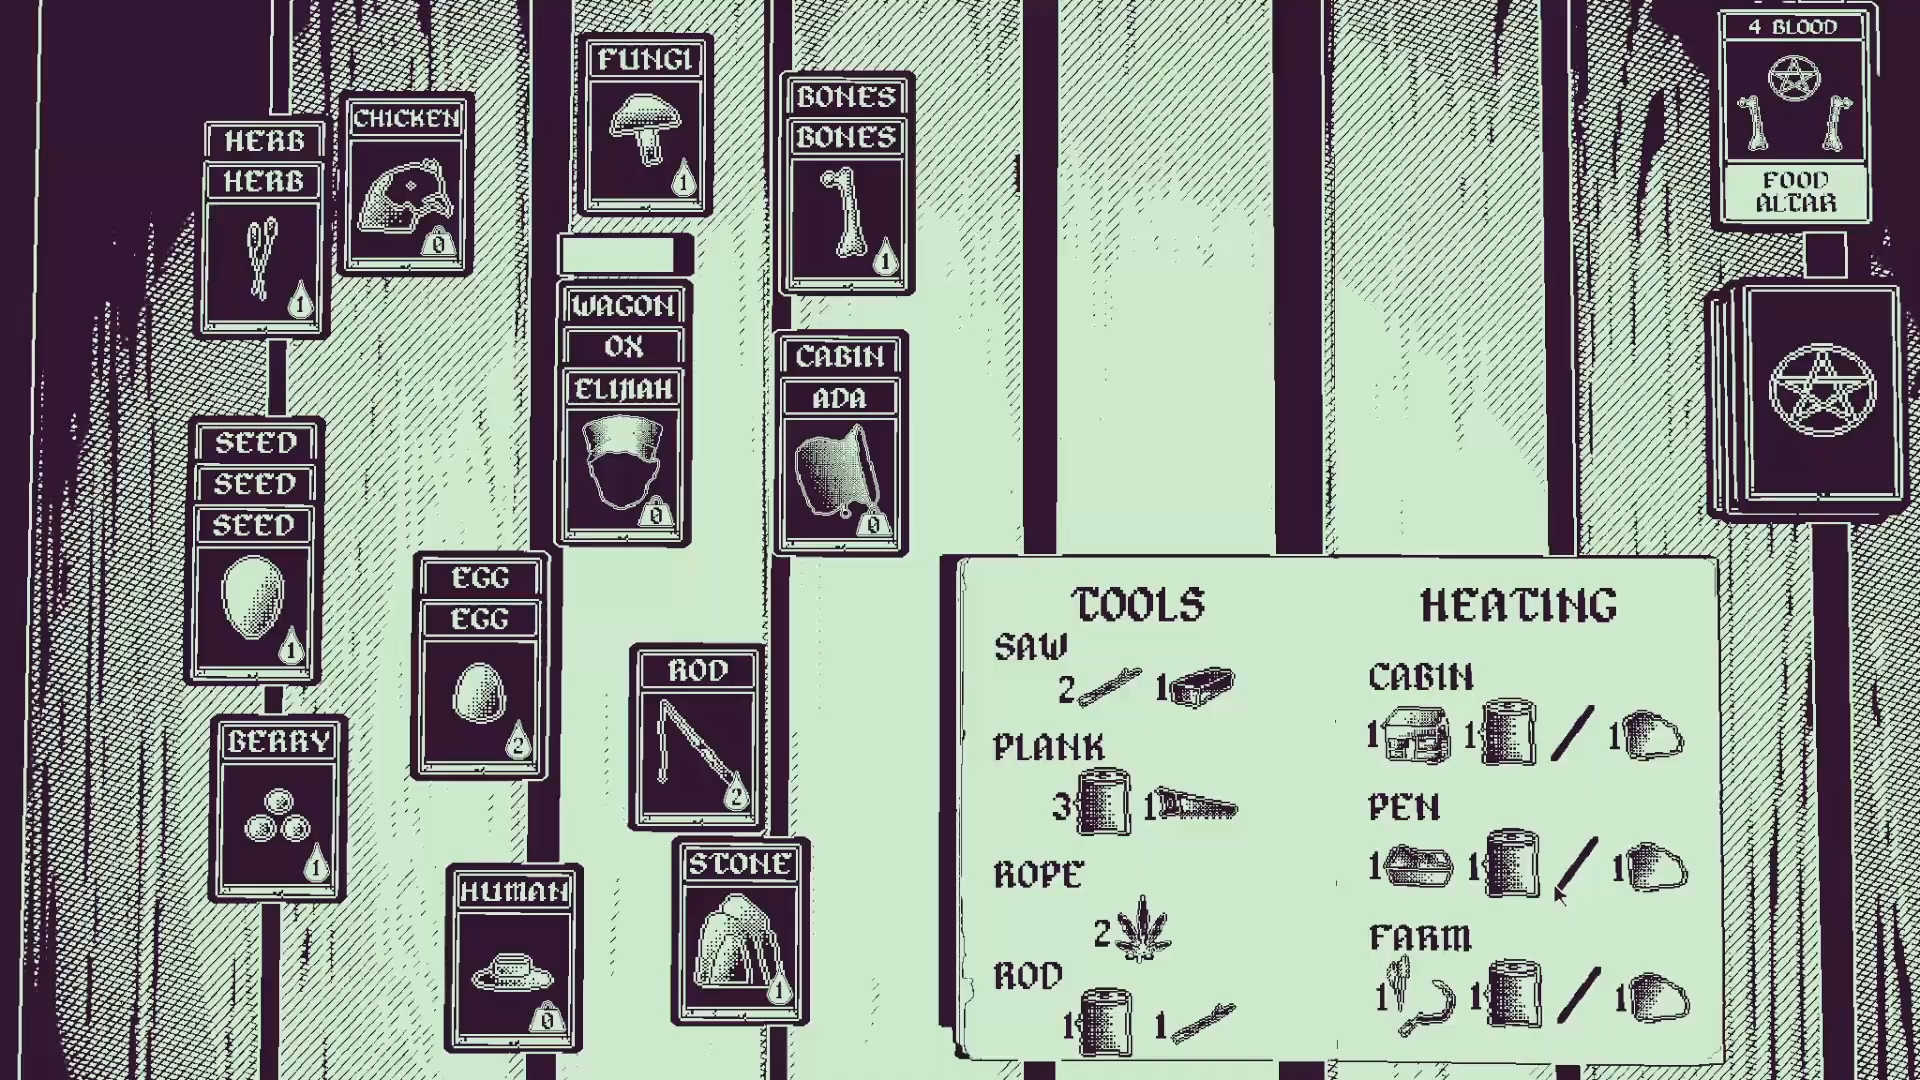 HERB
HERB
1
CHICKEN
0
FUNGI
1
BONES
BONES
1
4 BLOOD
FOOD
ALTAR
WAGON
OX
ELIJAH
0
CABIN
ADA
0
SEED
SEED
SEED
1
EGG
EGG
2
ROD
2
BERRY
1
HUMAN
0
STONE
1
TOOLS
SAW
2 1
PLANK
3 1
ROPE
2
ROD
1 1
HEATING
CABIN
1 1 / 1
PEN
1 1 / 1
FARM
1 1 / 1